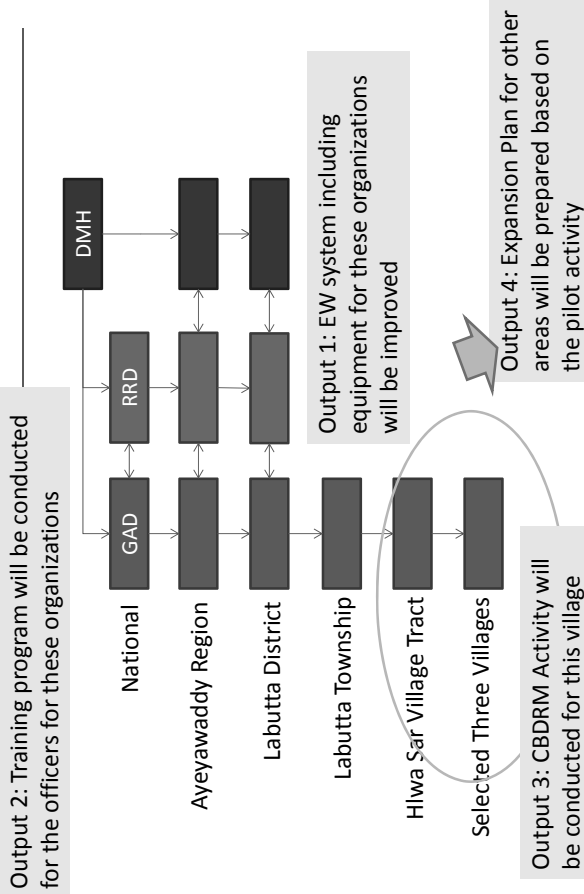 Output 2: Training program will be conducted
for the officers for these organizations
DMH
RRD
GAD
National
Ayeyawaddy Region
Labutta District
Labutta Township
Hlwa Sar Village Tract
Selected Three Villages
Output 1: EW system including
equipment for these organizations
will be improved
Output 3: CBDRM Activity will
be conducted for this village
Output 4: Expansion Plan for other
areas will be prepared based on
the pilot activity